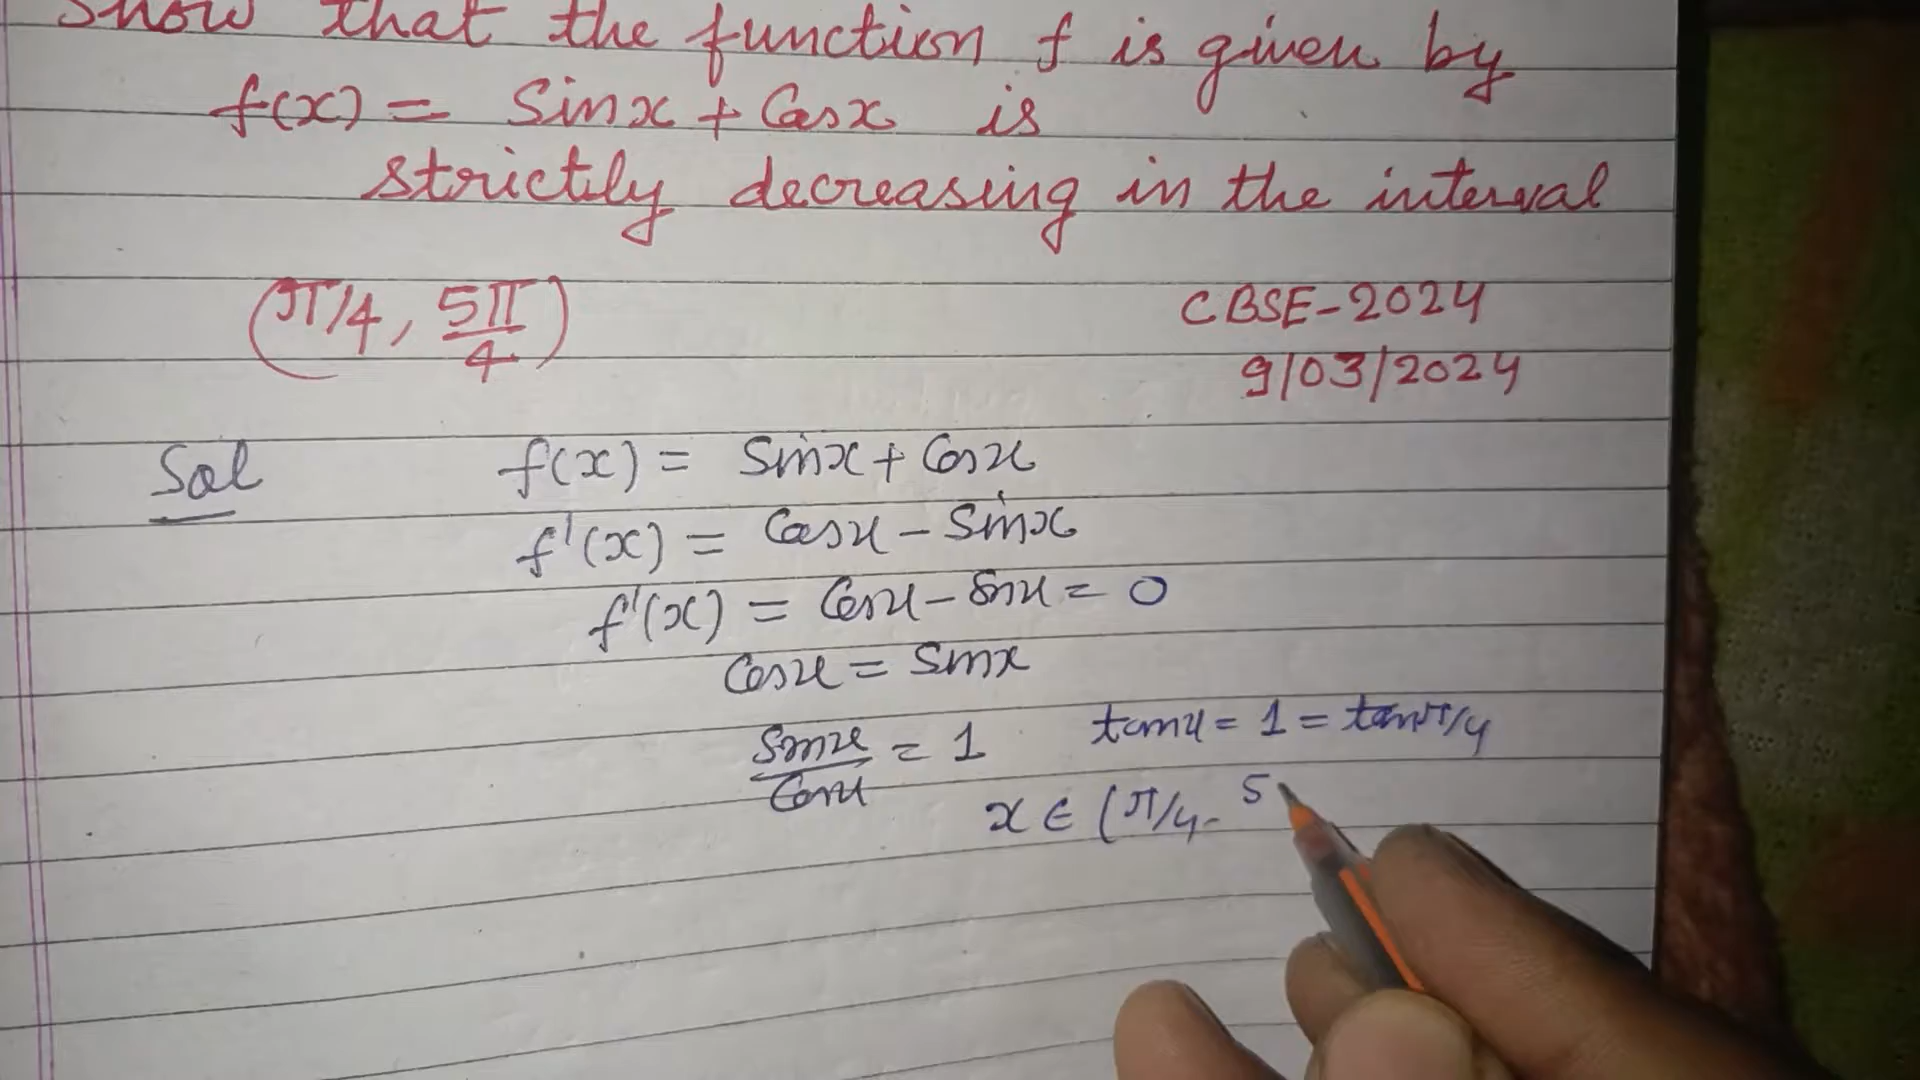 Show that the function f is given by
f(x) = Sinx + Cosx is
strictly decreasing in the interval
(π/4, 5π/4)
CBSE-2024
9/03/2024
Sol
f(x) = Sinx + Cosx
f'(x) = Cosx - Sinx
f'(x) = Cosx - Sinx = 0
Cosx = Sinx
Sinx/Cosx = 1 tanx = 1 = tanπ/4
x ∈ (π/4, 5